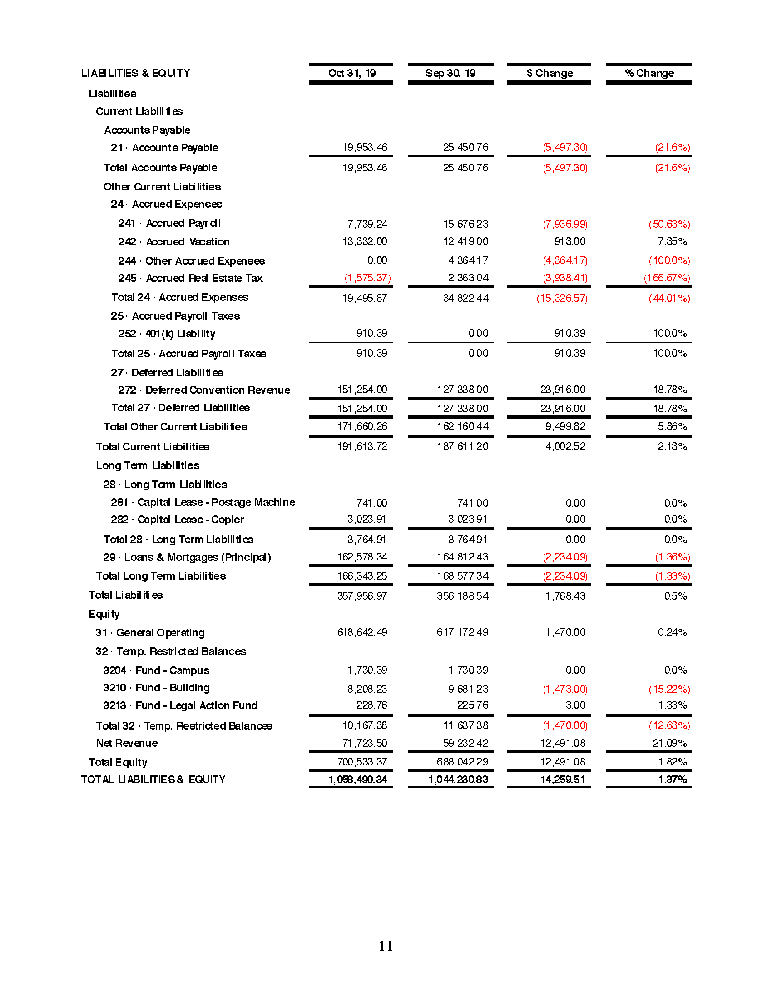 LIABILITIES & EQUITY Oct 31, 19 Sep 30, 19 $ Change % Change
Liabilities
Current Liabilities
Accounts Payable
21 · Accounts Payable 19,953.46 25,450.76 (5,497.30) (21.6%)
Total Accounts Payable 19,953.46 25,450.76 (5,497.30) (21.6%)
Other Current Liabilities
24 · Accrued Expenses
241 · Accrued Payroll 7,739.24 15,676.23 (7,936.99) (50.63%)
242 · Accrued Vacation 13,332.00 12,419.00 913.00 7.35%
244 · Other Accrued Expenses 0.00 4,364.17 (4,364.17) (100.0%)
245 · Accrued Real Estate Tax (1,575.37) 2,363.04 (3,938.41) (166.67%)
Total 24 · Accrued Expenses 19,495.87 34,822.44 (15,326.57) (44.01%)
25 · Accrued Payroll Taxes
252 · 401(k) Liability 910.39 0.00 910.39 100.0%
Total 25 · Accrued Payroll Taxes 910.39 0.00 910.39 100.0%
27 · Deferred Liabilities
272 · Deferred Convention Revenue 151,254.00 127,338.00 23,916.00 18.78%
Total 27 · Deferred Liabilities 151,254.00 127,338.00 23,916.00 18.78%
Total Other Current Liabilities 171,660.26 162,160.44 9,499.82 5.86%
Total Current Liabilities 191,613.72 187,611.20 4,002.52 2.13%
Long Term Liabilities
28 · Long Term Liabilities
281 · Capital Lease - Postage Machine 741.00 741.00 0.00 0.0%
282 · Capital Lease - Copier 3,023.91 3,023.91 0.00 0.0%
Total 28 · Long Term Liabilities 3,764.91 3,764.91 0.00 0.0%
29 · Loans & Mortgages (Principal) 162,578.34 164,812.43 (2,234.09) (1.36%)
Total Long Term Liabilities 166,343.25 168,577.34 (2,234.09) (1.33%)
Total Liabilities 357,956.97 356,188.54 1,768.43 0.5%
Equity
31 · General Operating 618,642.49 617,172.49 1,470.00 0.24%
32 · Temp. Restricted Balances
3204 · Fund - Campus 1,730.39 1,730.39 0.00 0.0%
3210 · Fund - Building 8,208.23 9,681.23 (1,473.00) (15.22%)
3213 · Fund - Legal Action Fund 228.76 225.76 3.00 1.33%
Total 32 · Temp. Restricted Balances 10,167.38 11,637.38 (1,470.00) (12.63%)
Net Revenue 71,723.50 59,232.42 12,491.08 21.09%
Total Equity 700,533.37 688,042.29 12,491.08 1.82%
TOTAL LIABILITIES & EQUITY 1,058,490.34 1,044,230.83 14,259.51 1.37%
11